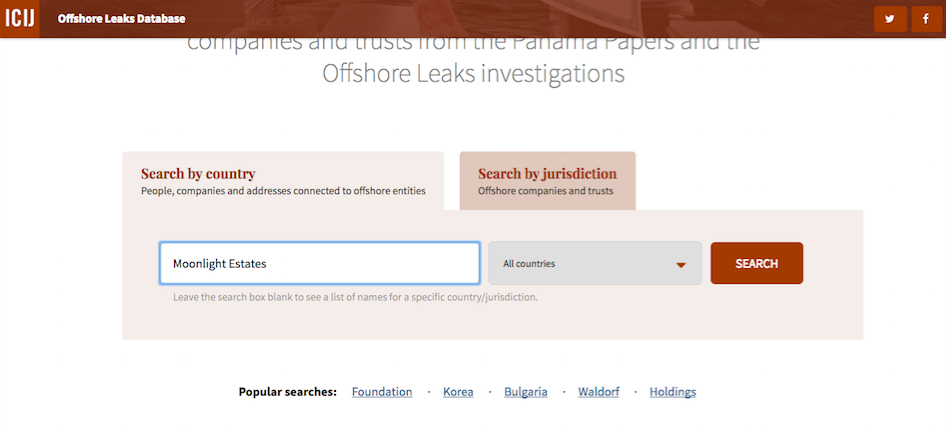 ICIJ Offshore Leaks Database
companies and trusts from the Panama Papers and the
Offshore Leaks investigations
Search by country
People, companies and addresses connected to offshore entities
Search by jurisdiction
Offshore companies and trusts
Moonlight Estates
All countries
SEARCH
Leave the search box blank to see a list of names for a specific country/jurisdiction.
Popular searches: Foundation · Korea · Bulgaria · Waldorf · Holdings